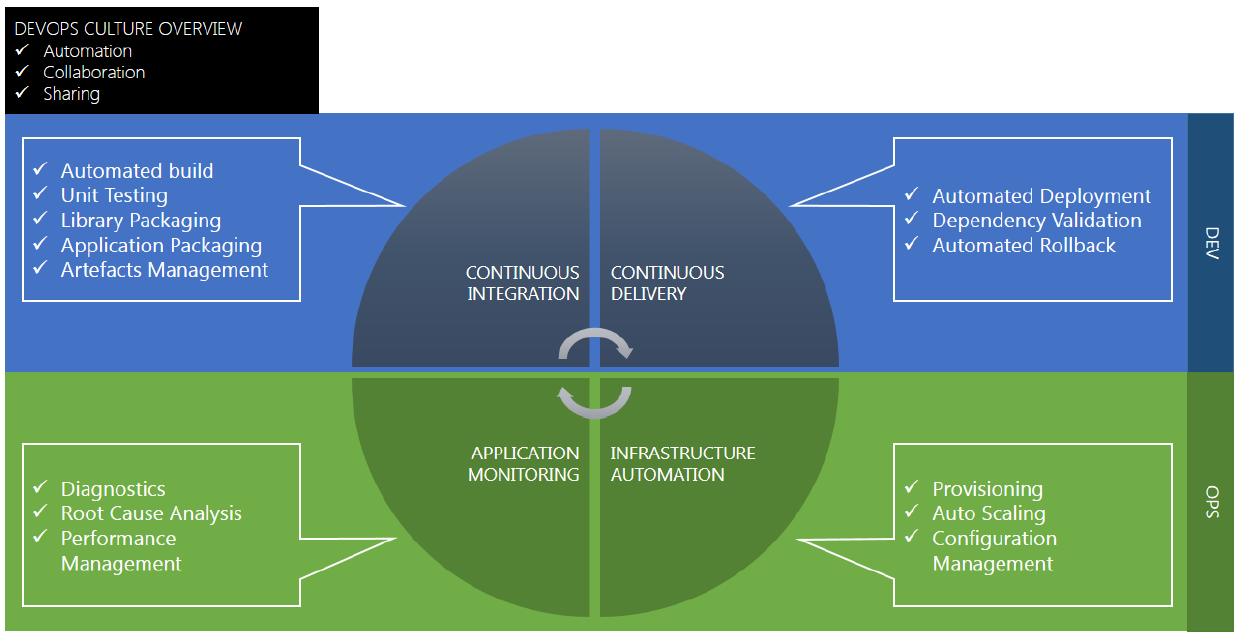 DEVOPS CULTURE OVERVIEW
✓ Automation
✓ Collaboration
✓ Sharing
✓ Automated build
✓ Unit Testing
✓ Library Packaging
✓ Application Packaging
✓ Artefacts Management
CONTINUOUS
INTEGRATION
CONTINUOUS
DELIVERY
✓ Automated Deployment
✓ Dependency Validation
✓ Automated Rollback
DEV
✓ Diagnostics
✓ Root Cause Analysis
✓ Performance
Management
APPLICATION
MONITORING
INFRASTRUCTURE
AUTOMATION
✓ Provisioning
✓ Auto Scaling
✓ Configuration
Management
OPS